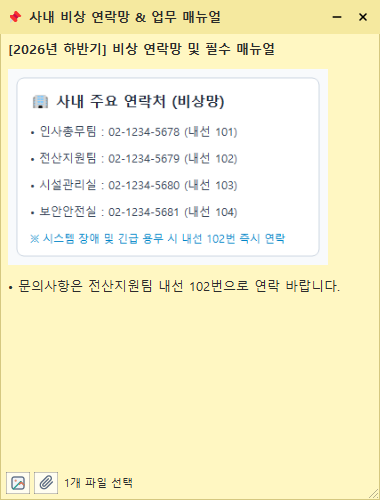 📌 사내 비상 연락망 & 업무 매뉴얼
[2026년 하반기] 비상 연락망 및 필수 매뉴얼
🏢 사내 주요 연락처 (비상망)
• 인사총무팀 : 02-1234-5678 (내선 101)
• 전산지원팀 : 02-1234-5679 (내선 102)
• 시설관리실 : 02-1234-5680 (내선 103)
• 보안안전실 : 02-1234-5681 (내선 104)
※ 시스템 장애 및 긴급 용무 시 내선 102번 즉시 연락
• 문의사항은 전산지원팀 내선 102번으로 연락 바랍니다.
1개 파일 선택